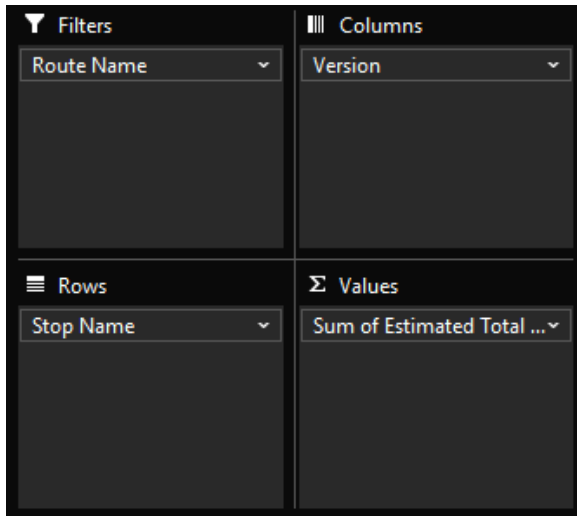 Filters
Route Name
Columns
Version
Rows
Stop Name
Σ Values
Sum of Estimated Total ...